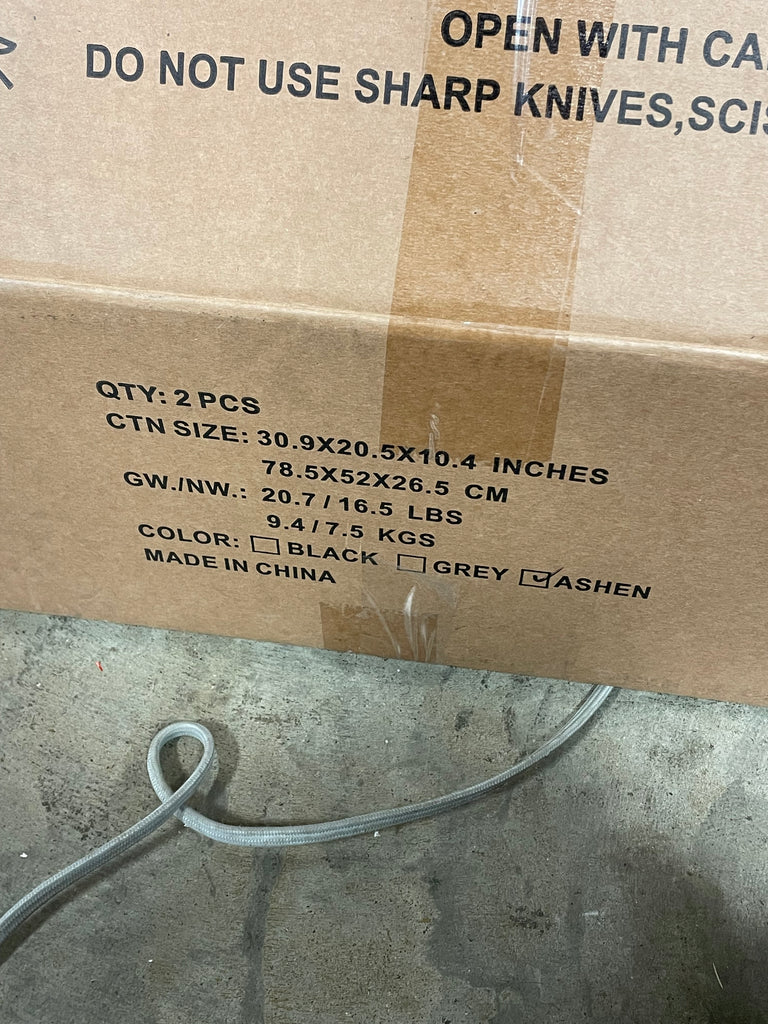 OPEN WITH
DO NOT USE SHARP KNIVES,
QTY: 2 PCS
CTN SIZE: 30.9X20.5X10.4 INCHES
78.5X52X26.5 CM
GW./NW.: 20.7/16.5 LBS
9.4/7.5 KGS
COLOR: BLACK GREY ASHEN
MADE IN CHINA